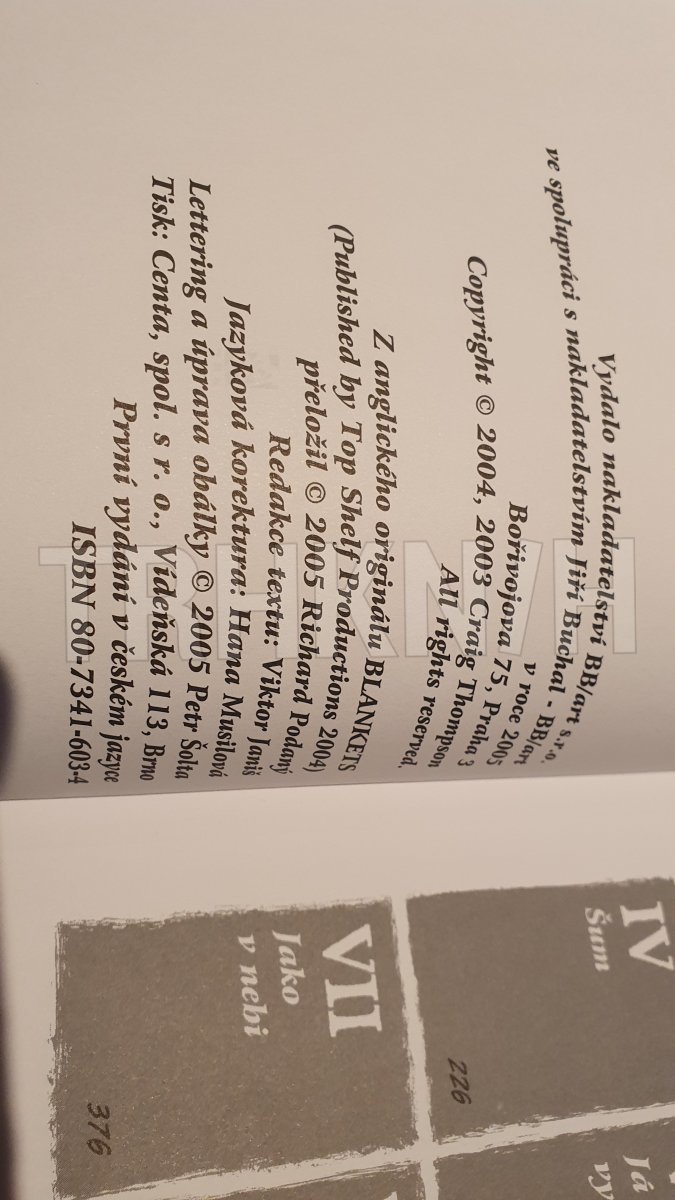 Vydalo nakladatelství BB/art s.r.o.
ve spolupráci s nakladatelstvím Jiří Buchal - BB/art
v roce 2005
Bořivojova 75, Praha 3
Copyright © 2004, 2003 Craig Thompson
All rights reserved.
Z anglického originálu BLANKETS
(Published by Top Shelf Productions 2004)
přeložil © 2005 Richard Podaný
Redakce textu: Viktor Janiš
Jazyková korektura: Hana Musilová
Lettering a úprava obálky © 2005 Petr Šolta
Tisk: Centa, spol. s r. o., Vídeňská 113, Brno
První vydání v českém jazyce
ISBN 80-7341-603-4
IV
Šum
226
VII
Jako
v nebi
376